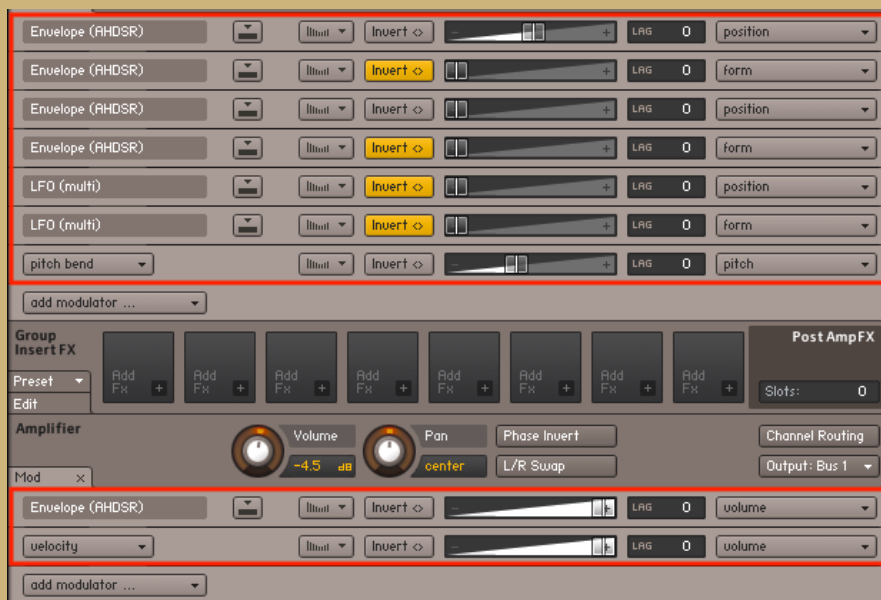 Envelope (AHDSR) Invert <> - + LAG 0 position
Envelope (AHDSR) Invert <> + LAG 0 form
Envelope (AHDSR) Invert <> + LAG 0 position
Envelope (AHDSR) Invert <> + LAG 0 form
LFO (multi) Invert <> + LAG 0 position
LFO (multi) Invert <> + LAG 0 form
pitch bend Invert <> - + LAG 0 pitch
add modulator ...
Group
Insert FX
Preset
Edit
Add Fx + Add Fx + Add Fx + Add Fx + Add Fx + Add Fx + Add Fx + Add Fx +
Post Amp FX
Slots: 0
Amplifier
Mod x
Volume
-4.5 dB
Pan
center
Phase Invert
L/R Swap
Channel Routing
Output: Bus 1
Envelope (AHDSR) Invert <> - + LAG 0 volume
velocity Invert <> - LAG 0 volume
add modulator ...